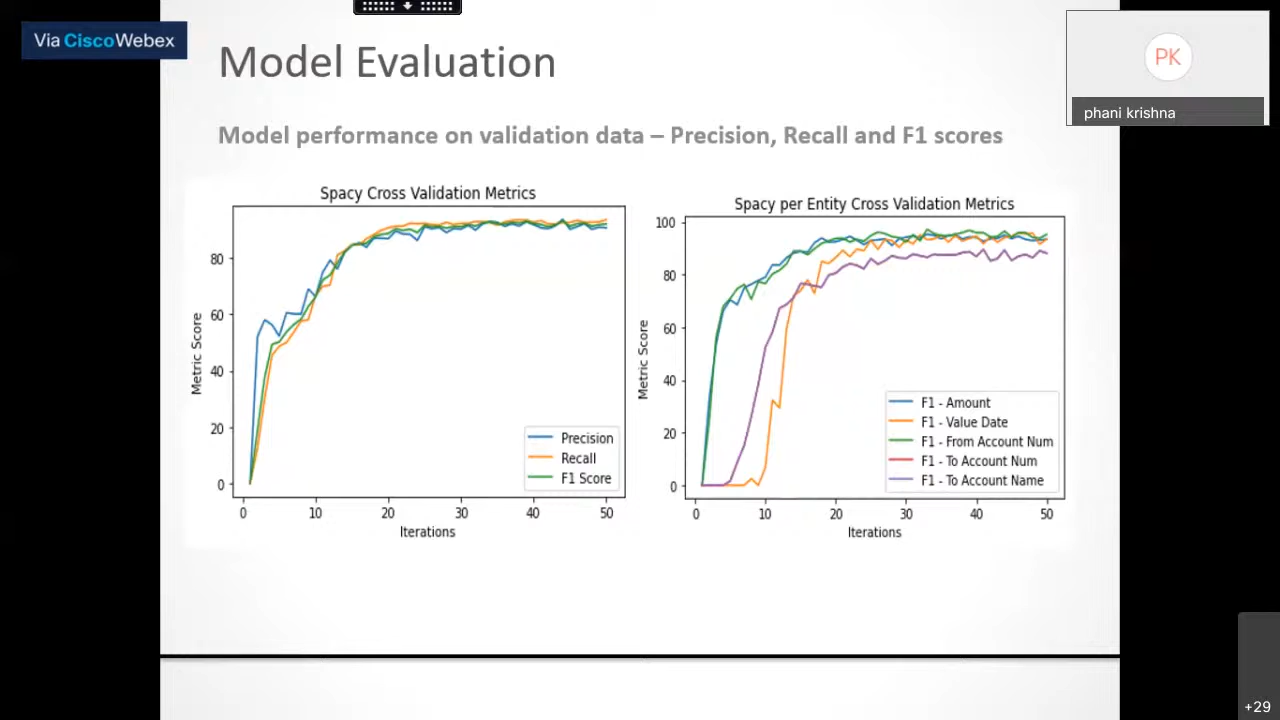 Via CiscoWebex
Model Evaluation
PK
phani krishna
Model performance on validation data – Precision, Recall and F1 scores
Spacy Cross Validation Metrics
Metric Score
80
60
40
20
0
0 10 20 30 40 50
Iterations
Precision
Recall
F1 Score
Spacy per Entity Cross Validation Metrics
Metric Score
100
80
60
40
20
0
0 10 20 30 40 50
Iterations
F1 - Amount
F1 - Value Date
F1 - From Account Num
F1 - To Account Num
F1 - To Account Name
+29